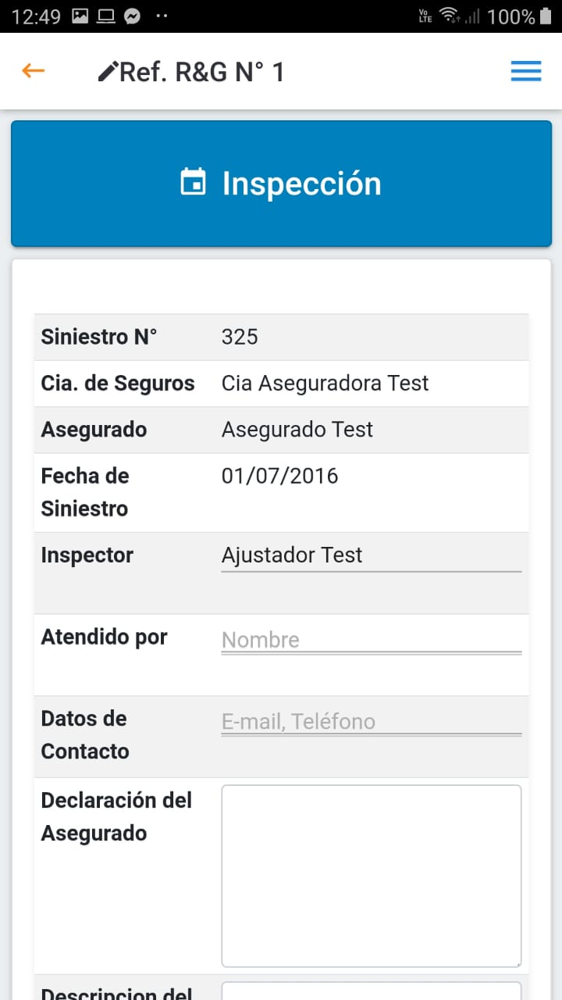 12:49 Vo LTE 100%
Ref. R&G N° 1
Inspección
Siniestro N° 325
Cia. de Seguros Cia Aseguradora Test
Asegurado Asegurado Test
Fecha de 01/07/2016
Siniestro
Inspector Ajustador Test
Atendido por Nombre
Datos de E-mail, Teléfono
Contacto
Declaración del
Asegurado
Descripcion del